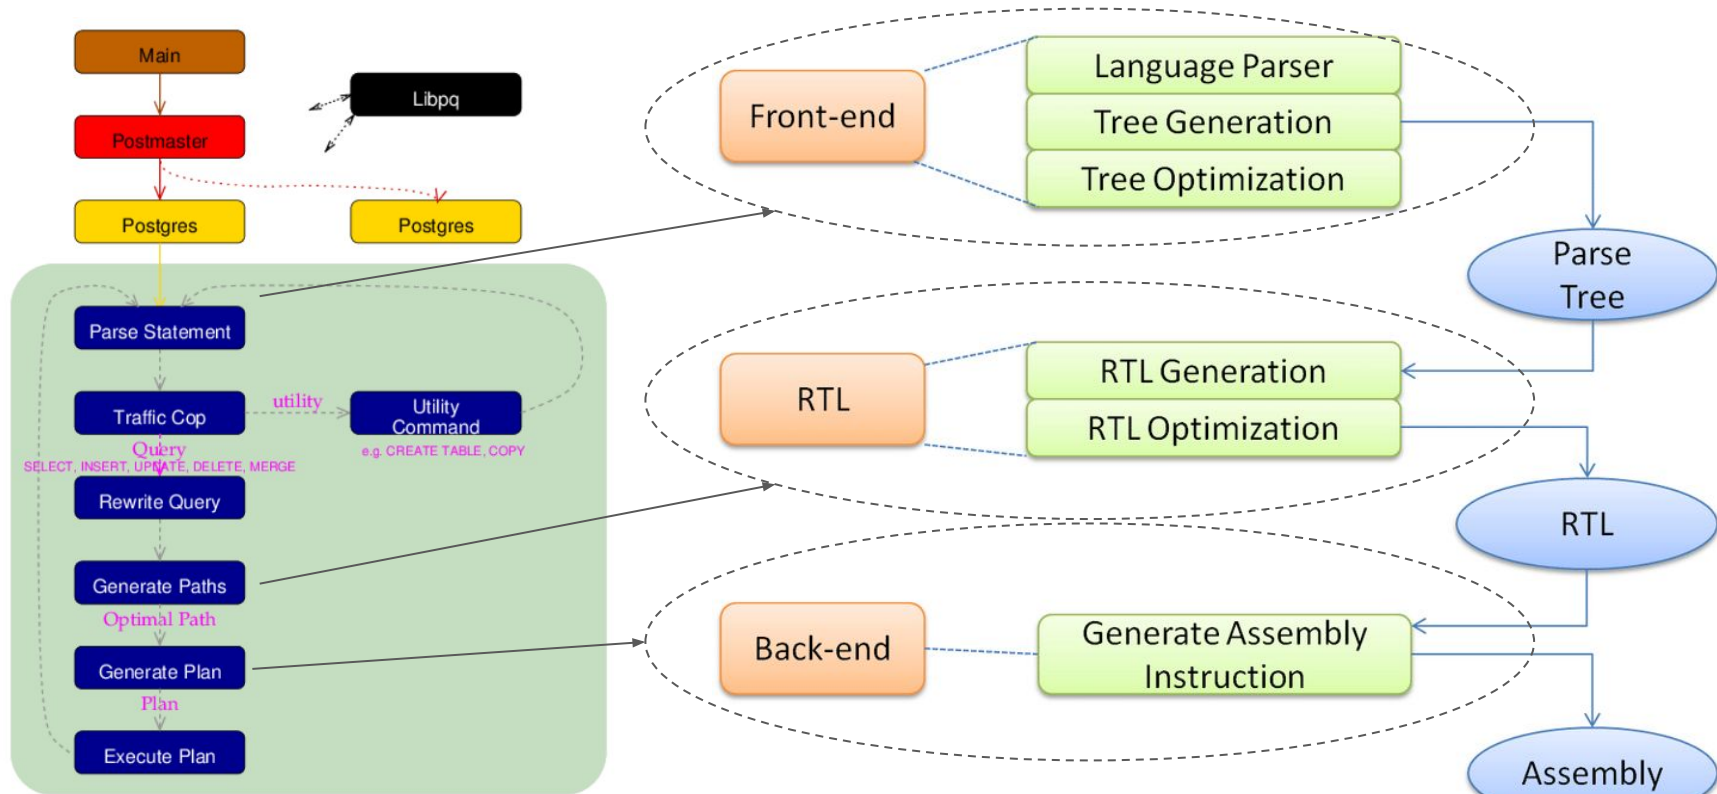 Main
Libpq
Postmaster
Postgres
Postgres
Parse Statement
Traffic Cop
utility
Utility
Command
Query
e.g. CREATE TABLE, COPY
SELECT, INSERT, UPDATE, DELETE, MERGE
Rewrite Query
Generate Paths
Optimal Path
Generate Plan
Plan
Execute Plan
Front-end
Language Parser
Tree Generation
Tree Optimization
Parse
Tree
RTL
RTL Generation
RTL Optimization
RTL
Back-end
Generate Assembly
Instruction
Assembly